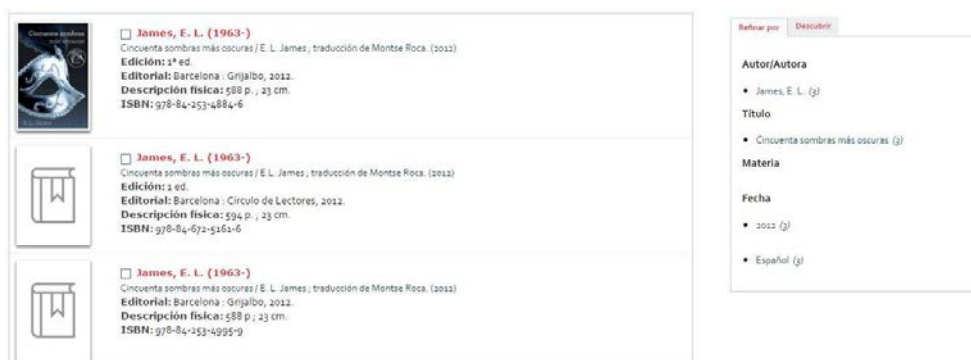 Cincuenta sombras
E. L. James
James, E. L. (1963-)
Cincuenta sombras más oscuras / E. L. James ; traducción de Montse Roca. (2012)
Edición: 1ª ed.
Editorial: Barcelona : Grijalbo, 2012.
Descripción física: 588 p. ; 23 cm.
ISBN: 978-84-253-4884-6
James, E. L. (1963-)
Cincuenta sombras más oscuras / E.L. James ; traducción de Montse Roca. (2012)
Edición: 1 ed.
Editorial: Barcelona : Círculo de Lectores, 2012.
Descripción física: 594 p. ; 23 cm.
ISBN: 978-84-672-5161-6
James, E. L. (1963-)
Cincuenta sombras más oscuras / E. L. James ; traducción de Montse Roca. (2012)
Editorial: Barcelona : Grijalbo, 2012.
Descripción física: 588 p ; 23 cm.
ISBN: 978-84-253-4995-9
Refinar por Descubrir
Autor/Autora
James, E. L. (3)
Título
Cincuenta sombras más oscuras (3)
Materia
Fecha
2012 (3)
Español (3)